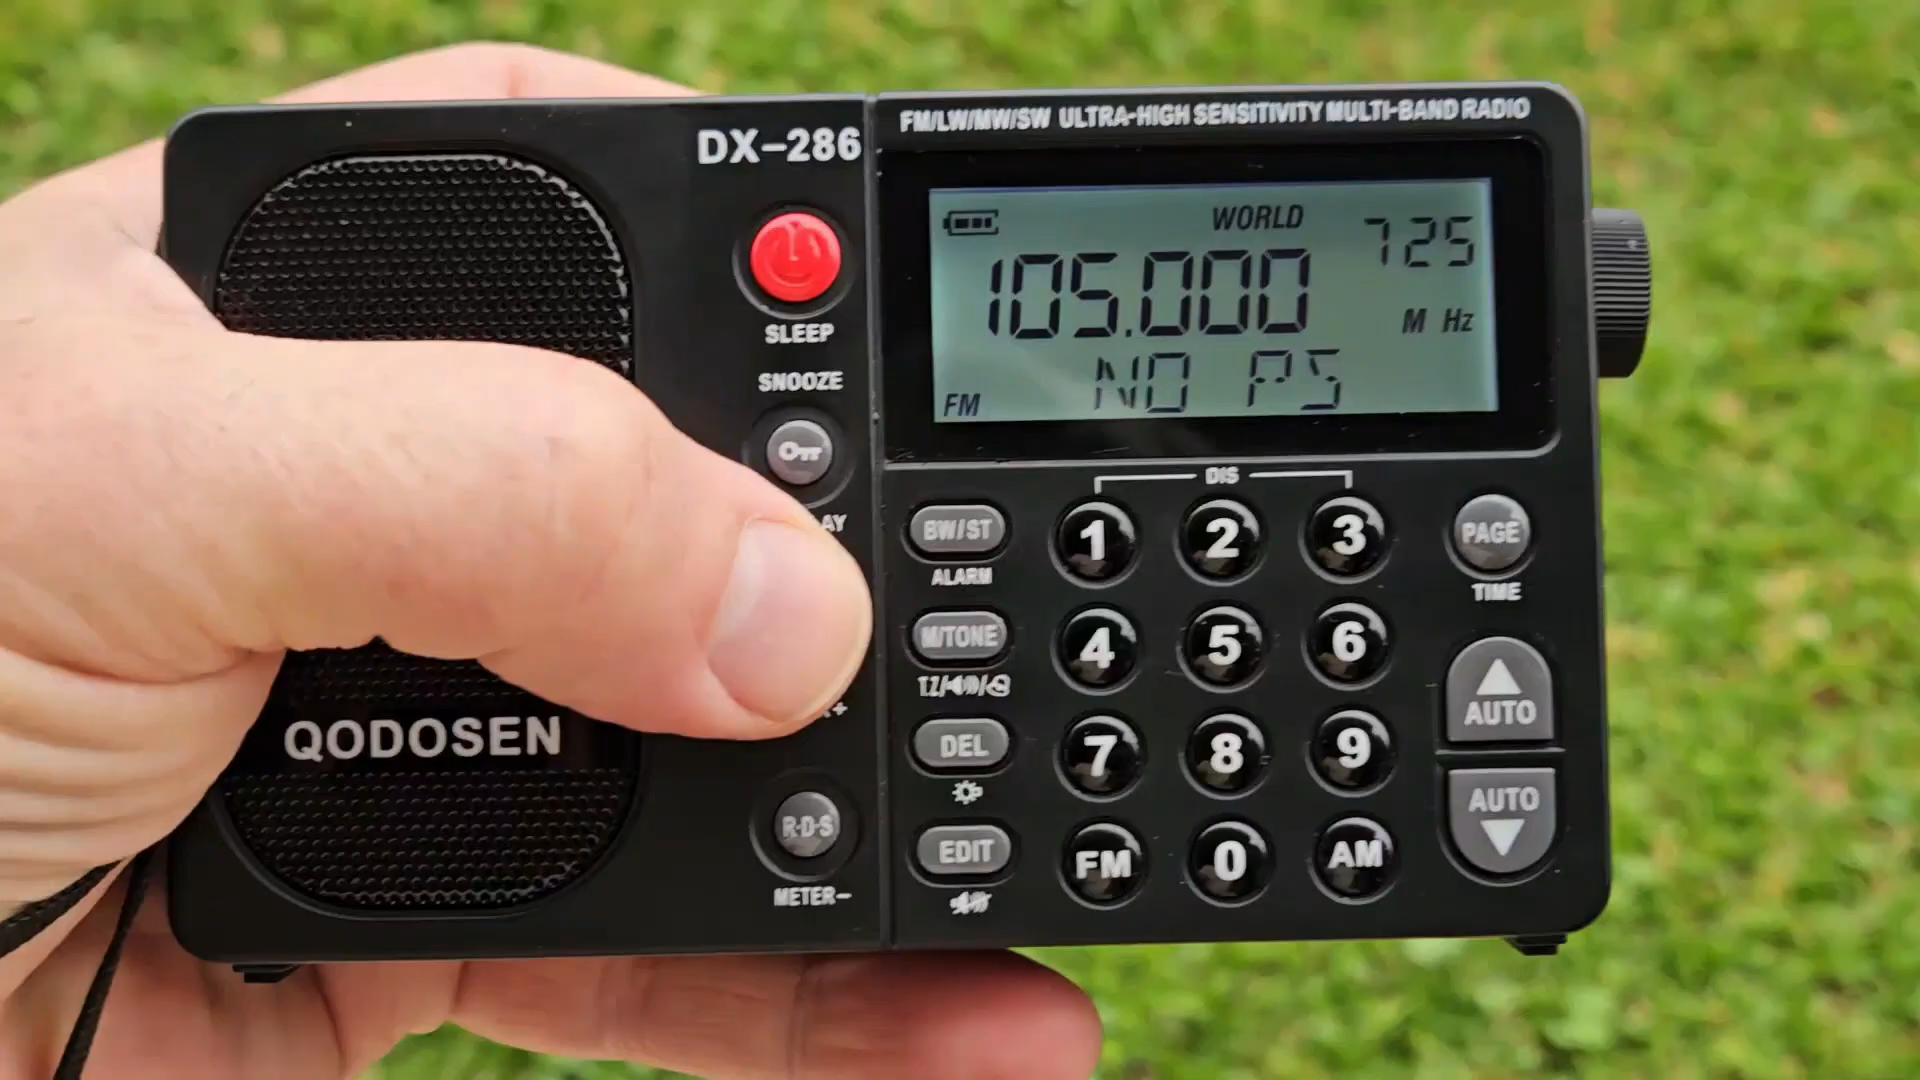 DX-286
FM/LW/MW/SW ULTRA-HIGH SENSITIVITY MULTI-BAND RADIO
WORLD
725
105.000
M Hz
NO PS
FM
SLEEP
SNOOZE
DIS
BW/ST
1
2
3
PAGE
ALARM
TIME
M/TONE
4
5
6
AUTO
QODOSEN
DEL
7
8
9
AUTO
R·D·S
EDIT
FM
0
AM
METER-